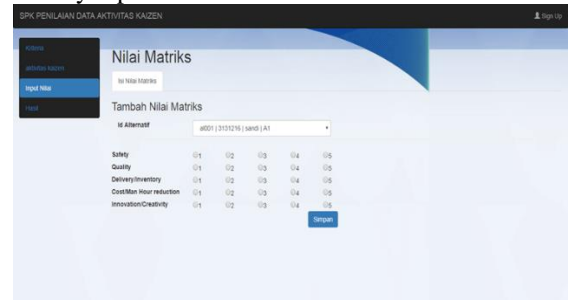 SPK PENILAIAN DATA AKTIVITAS KAIZEN
Sign Up
Kriteria
aktivitas kaizen
Input Nilai
Hasil
Nilai Matriks
Isi Nilai Matriks
Tambah Nilai Matriks
Id Alternatif
al001 | 3131216 | sandi | A1
Safety 1 2 3 4 5
Quality 1 2 3 4 5
Delivery/Inventory 1 2 3 4 5
Cost/Man Hour reduction 1 2 3 4 5
Innovation/Creativity 1 2 3 4 5
Simpan